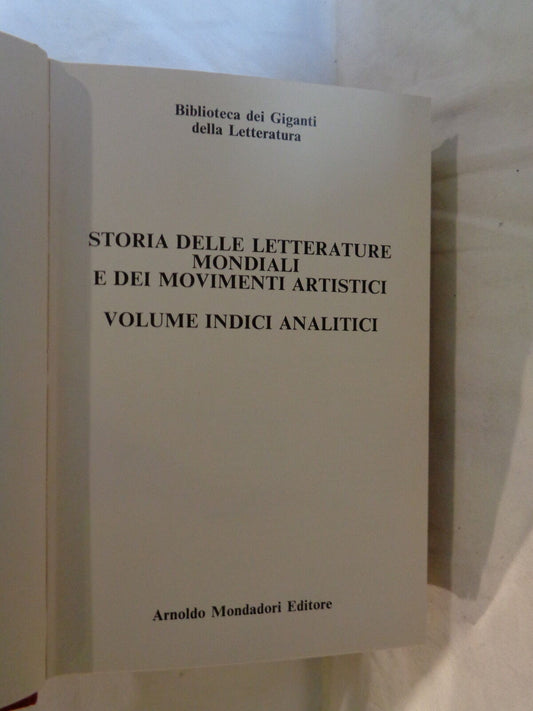 Biblioteca dei Giganti
della Letteratura
STORIA DELLE LETTERATURE
MONDIALI
E DEI MOVIMENTI ARTISTICI
VOLUME INDICI ANALITICI
Arnoldo Mondadori Editore